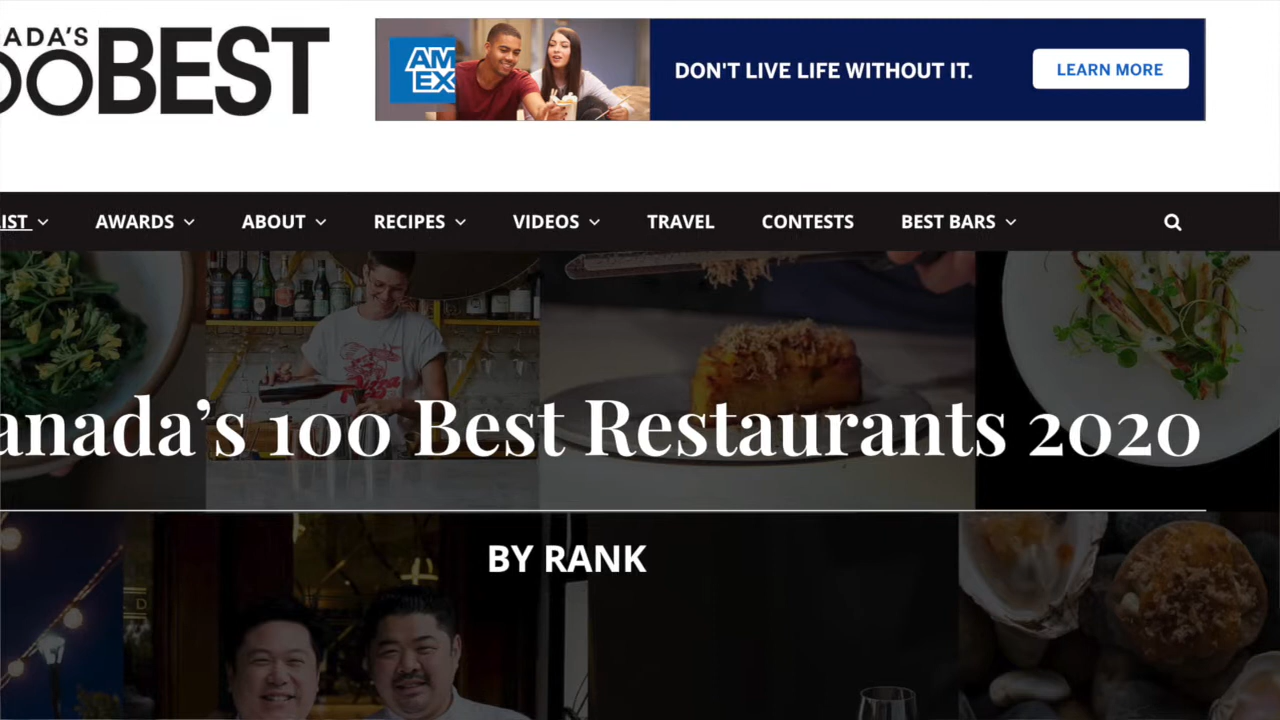 ADA'S
OOBEST
AM
EX
DON'T LIVE LIFE WITHOUT IT.
LEARN MORE
IST
AWARDS
ABOUT
RECIPES
VIDEOS
TRAVEL
CONTESTS
BEST BARS
anada's 100 Best Restaurants 2020
BY RANK